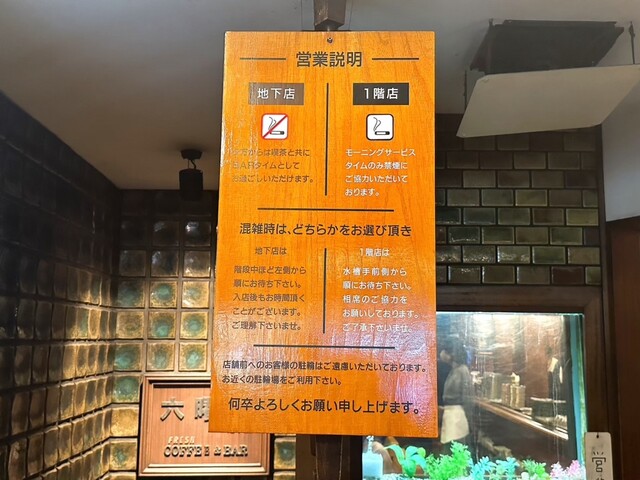 営業説明
地下店
夕方からは喫茶と共に
BARタイムとして
お過ごしいただけます。
1階店
モーニングサービス
タイムのみ禁煙に
ご協力いただいて
おります。
混雑時は、どちらかをお選び頂き
地下店は
階段中ほど左側から
順にお待ち下さい。
入店後もお時間頂く
ことがございます。
ご理解下さいませ。
1階店は
水槽手前側から
順にお待ち下さい。
相席のご協力を
お願いしております。
ご了承下さいませ。
店舗前へのお客様の駐輪はご遠慮いただいております。
お近くの駐輪場をご利用下さい。
何卒よろしくお願い申し上げます。
六曜
FRESH
COFFEE & BAR
宮